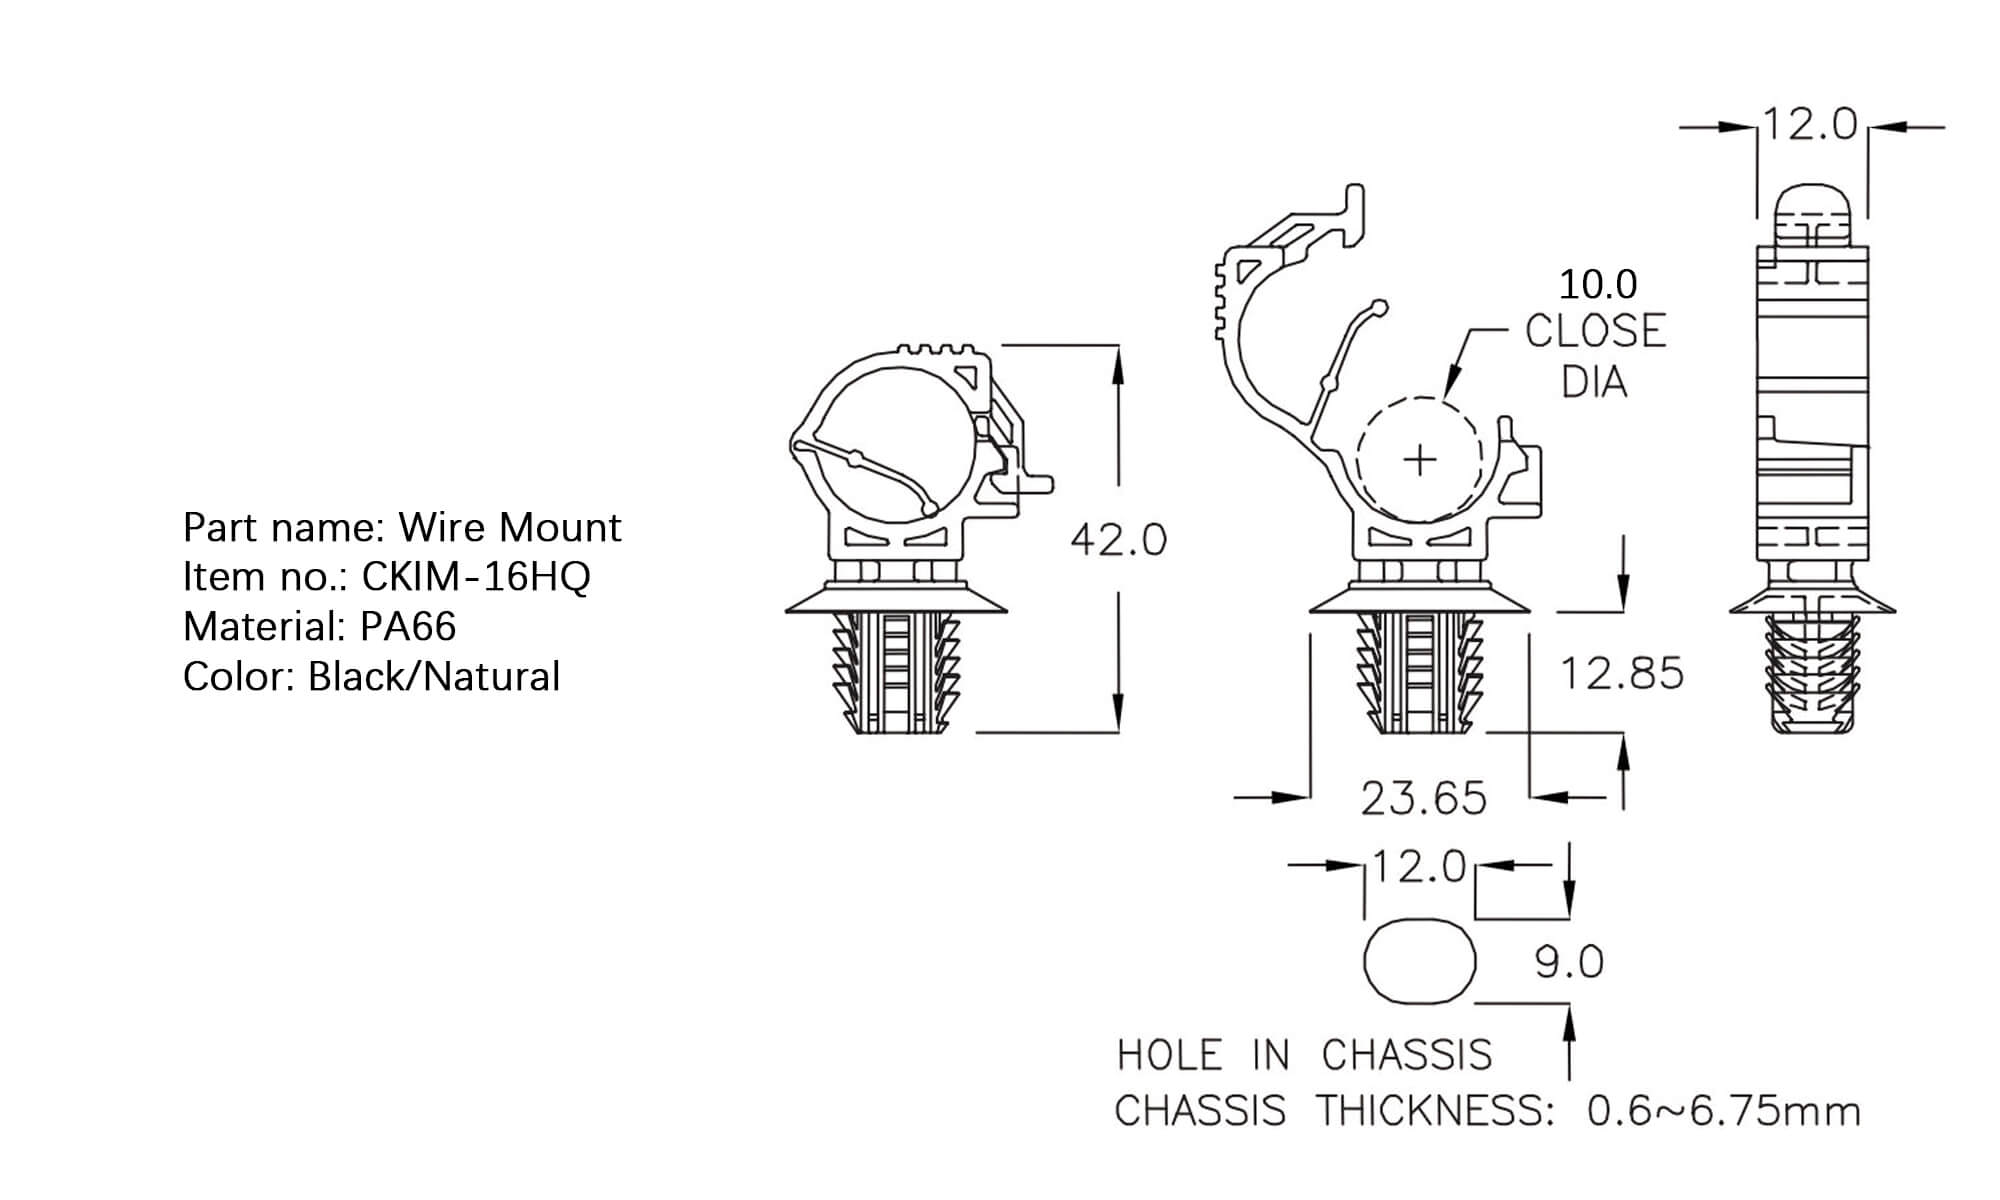 Part name: Wire Mount
Item no.: CKIM-16HQ
Material: PA66
Color: Black/Natural
42.0
10.0
CLOSE
DIA
12.0
12.85
23.65
12.0
9.0
HOLE IN CHASSIS
CHASSIS THICKNESS: 0.6~6.75mm